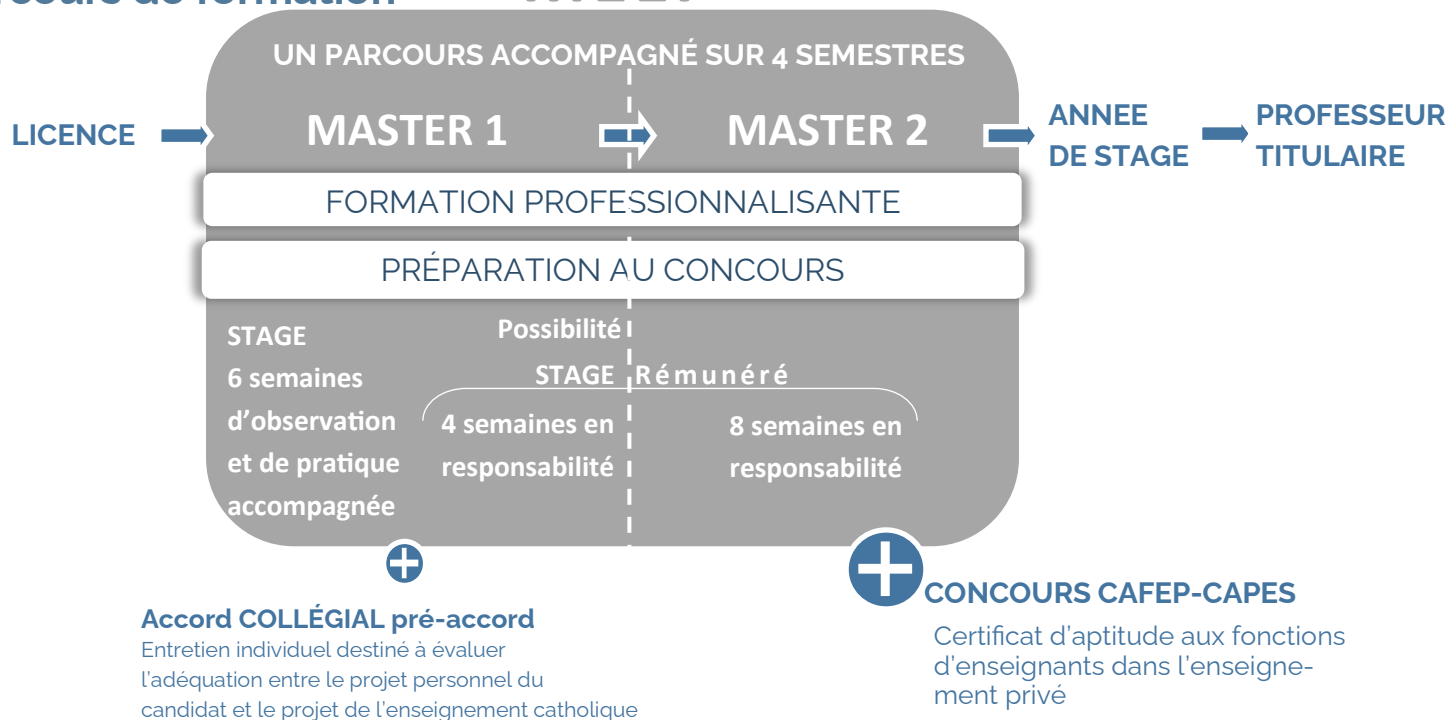 de formation
UN PARCOURS ACCOMPAGNÉ SUR 4 SEMESTRES
LICENCE
MASTER 1
MASTER 2
ANNEE
DE STAGE
PROFESSEUR
TITULAIRE
FORMATION PROFESSIONNALISANTE
PRÉPARATION AU CONCOURS
STAGE
6 semaines
d’observation
et de pratique
accompagnée
Possibilité
STAGE Rémunéré
4 semaines en
responsabilité
8 semaines en
responsabilité
Accord COLLÉGIAL pré-accord
Entretien individuel destiné à évaluer
l’adéquation entre le projet personnel du
candidat et le projet de l’enseignement catholique
CONCOURS CAFEP-CAPES
Certificat d’aptitude aux fonctions
d’enseignants dans l’enseigne-
ment privé